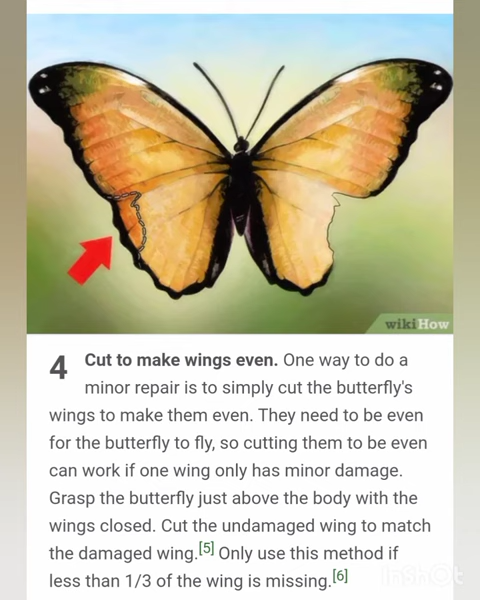 wikiHow
4 Cut to make wings even. One way to do a
minor repair is to simply cut the butterfly's
wings to make them even. They need to be even
for the butterfly to fly, so cutting them to be even
can work if one wing only has minor damage.
Grasp the butterfly just above the body with the
wings closed. Cut the undamaged wing to match
the damaged wing.[5] Only use this method if
less than 1/3 of the wing is missing.[6]
InShOt